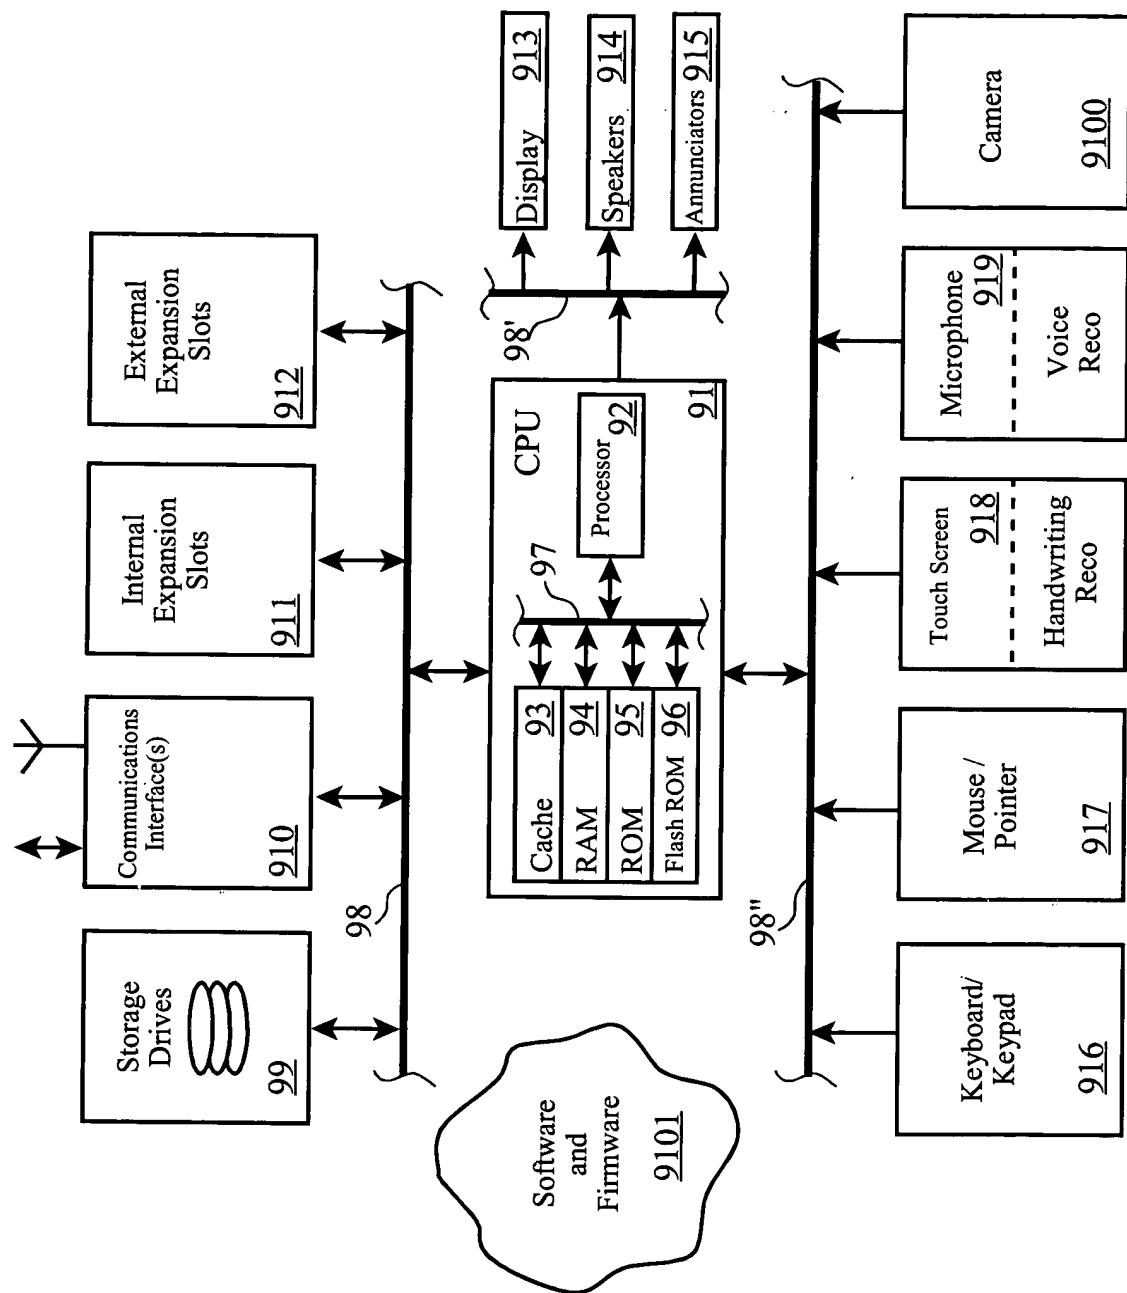 Storage
Drives
99
Communications
Interface(s)
910
Internal
Expansion
Slots
911
External
Expansion
Slots
912
98
Software
and
Firmware
9101
CPU
91
Cache 93
RAM 94
ROM 95
Flash ROM 96
97
Processor
92
98'
Display 913
Speakers 914
Annunciators 915
98"
Keyboard/
Keypad
916
Mouse /
Pointer
917
Touch Screen
918
Handwriting
Reco
Microphone
919
Voice
Reco
Camera
9100